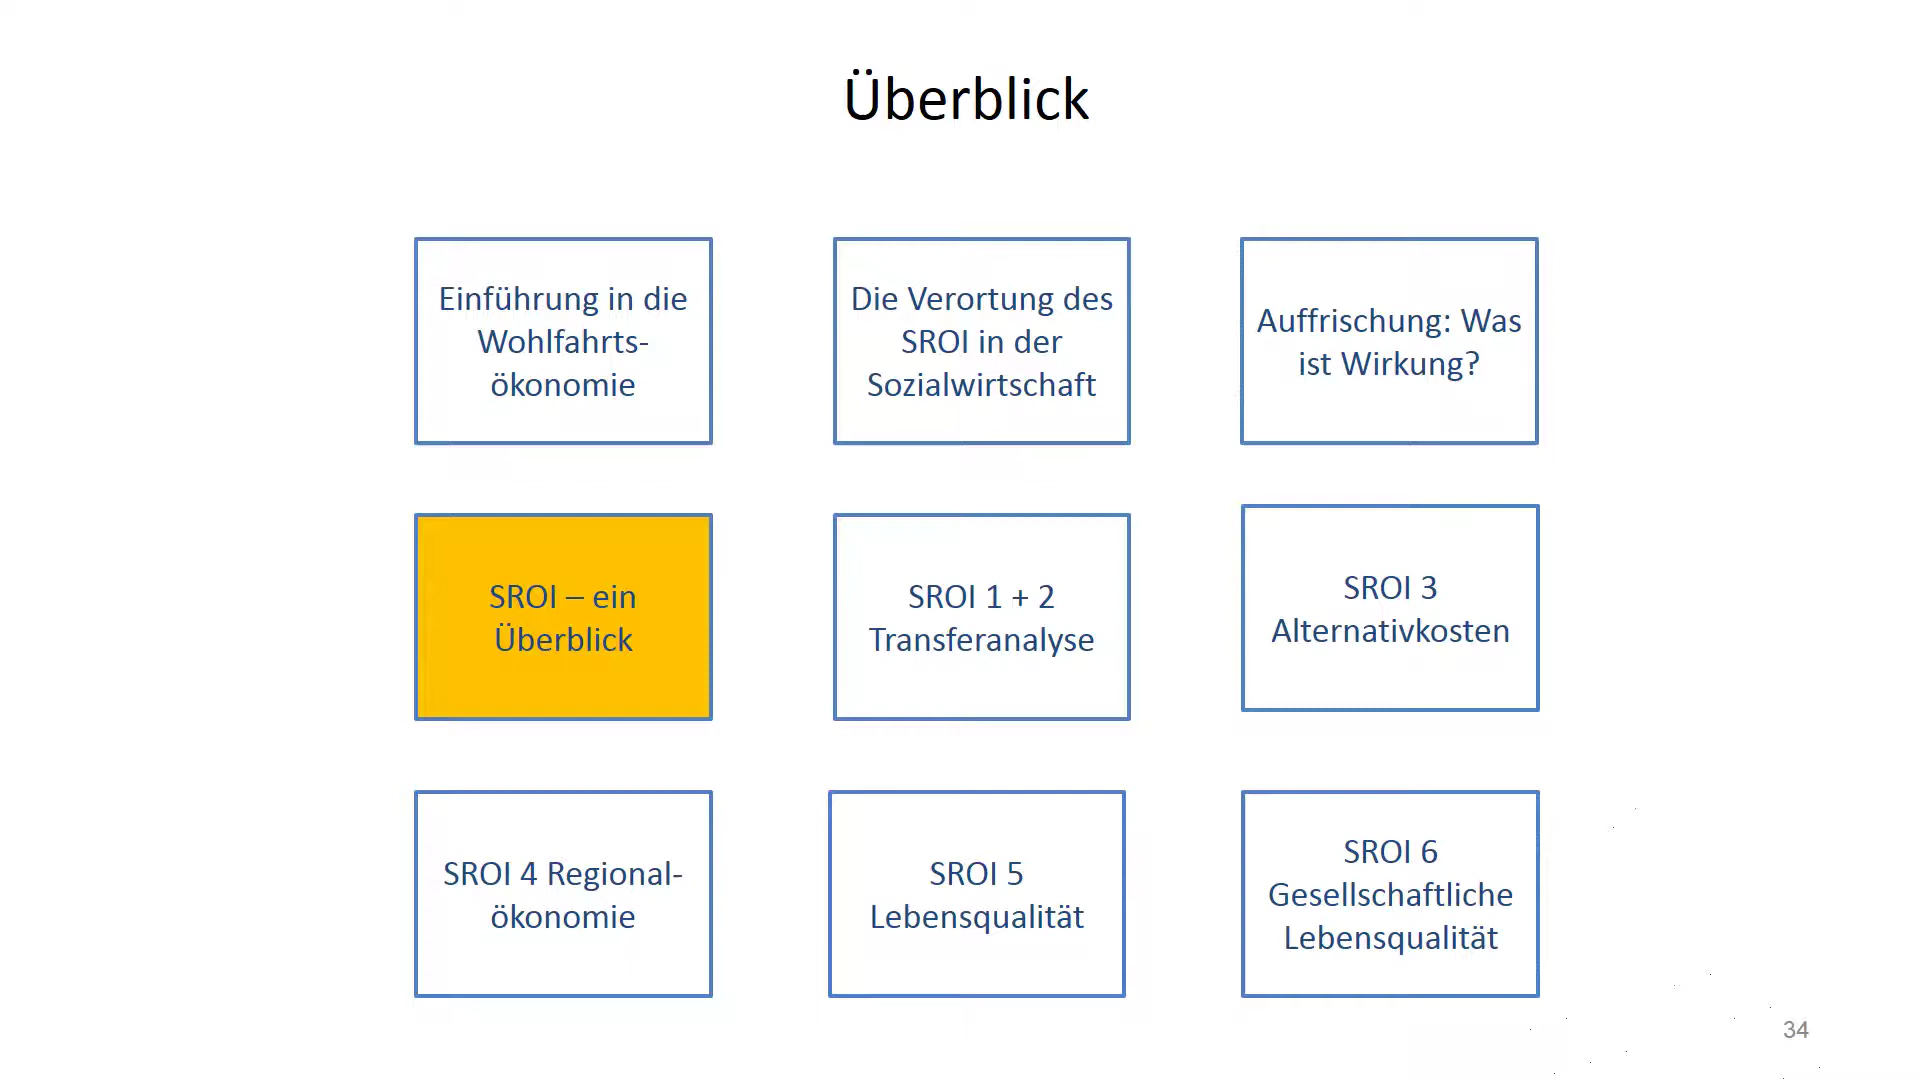 Überblick
Einführung in die
Wohlfahrts-
ökonomie
Die Verortung des
SROI in der
Sozialwirtschaft
Auffrischung: Was
ist Wirkung?
SROI – ein
Überblick
SROI 1 + 2
Transferanalyse
SROI 3
Alternativkosten
SROI 4 Regional-
ökonomie
SROI 5
Lebensqualität
SROI 6
Gesellschaftliche
Lebensqualität
34